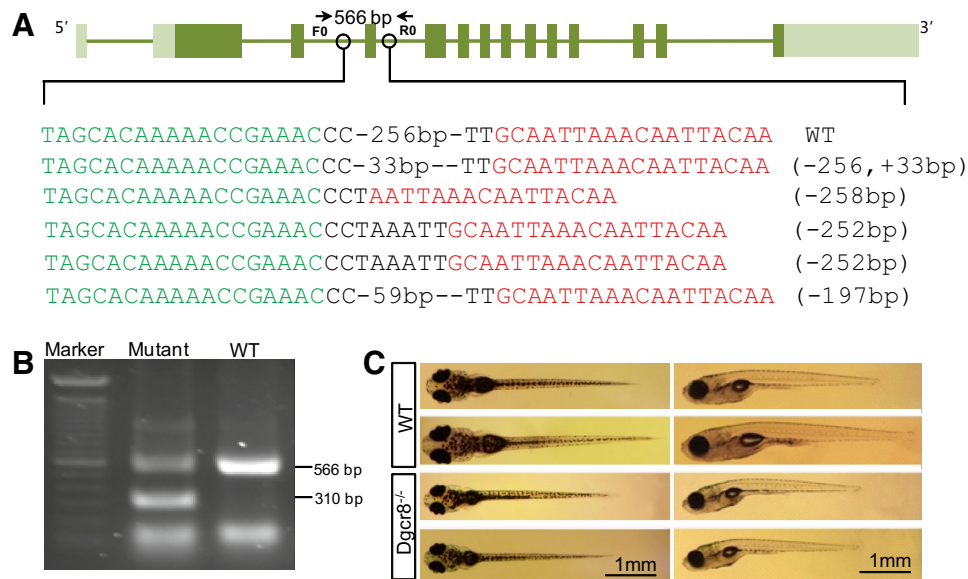 A
5′
566 bp
3′
F0
R0
TAGCACAAAAACCGAAACCC-256bp-TTGCAATTAAACAATTACAA WT
TAGCACAAAAACCGAAACCC-33bp--TTGCAATTAAACAATTACAA (-256,+33bp)
TAGCACAAAAACCGAAACCCTAATTAAACAATTACAA (-258bp)
TAGCACAAAAACCGAAACCCTAAATTGCAATTAAACAATTACAA (-252bp)
TAGCACAAAAACCGAAACCCTAAATTGCAATTAAACAATTACAA (-252bp)
TAGCACAAAAACCGAAACCC-59bp--TTGCAATTAAACAATTACAA (-197bp)
B
Marker Mutant WT
566 bp
310 bp
C
WT
Dgcr8-/-
1mm
1mm